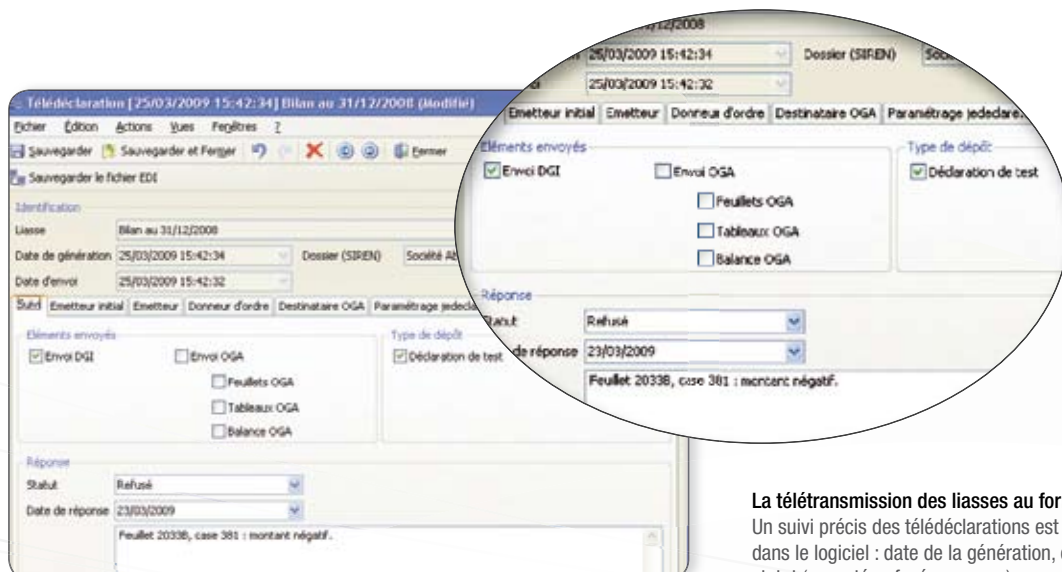 Télédéclaration [25/03/2009 15:42:34] Bilan au 31/12/2008 (Modifié)
Fichier Édition Actions Vues Fenêtres ?
Sauvegarder Sauvegarder et Fermer Fermer
Sauvegarder le fichier EDI
Identification
Liasse Bilan au 31/12/2008
Date de génération 25/03/2009 15:42:34 Dossier (SIREN) Société
Date d'envoi 25/03/2009 15:42:32
Suivi Emetteur initial Emetteur Donneur d'ordre Destinataire OGA Paramétrage
Eléments envoyés
Envoi DGI Envoi OGA
Feuillets OGA
Tableaux OGA
Balance OGA
Type de dépôt
Déclaration de test
Réponse
Statut Refusé
Date de réponse 23/03/2009
Feuillet 2033B, case 381 : montant négatif.
/12/2008
25/03/2009 15:42:34 Dossier (SIREN)
25/03/2009 15:42:32
Emetteur initial Emetteur Donneur d'ordre Destinataire OGA Paramétrage jedeclare.
Eléments envoyés
Envoi DGI Envoi OGA
Feuillets OGA
Tableaux OGA
Balance OGA
Type de dépôt
Déclaration de test
Réponse
Statut Refusé
de réponse 23/03/2009
Feuillet 2033B, case 381 : montant négatif.
La télétransmission des liasses au for
Un suivi précis des télédéclarations est
dans le logiciel : date de la génération,